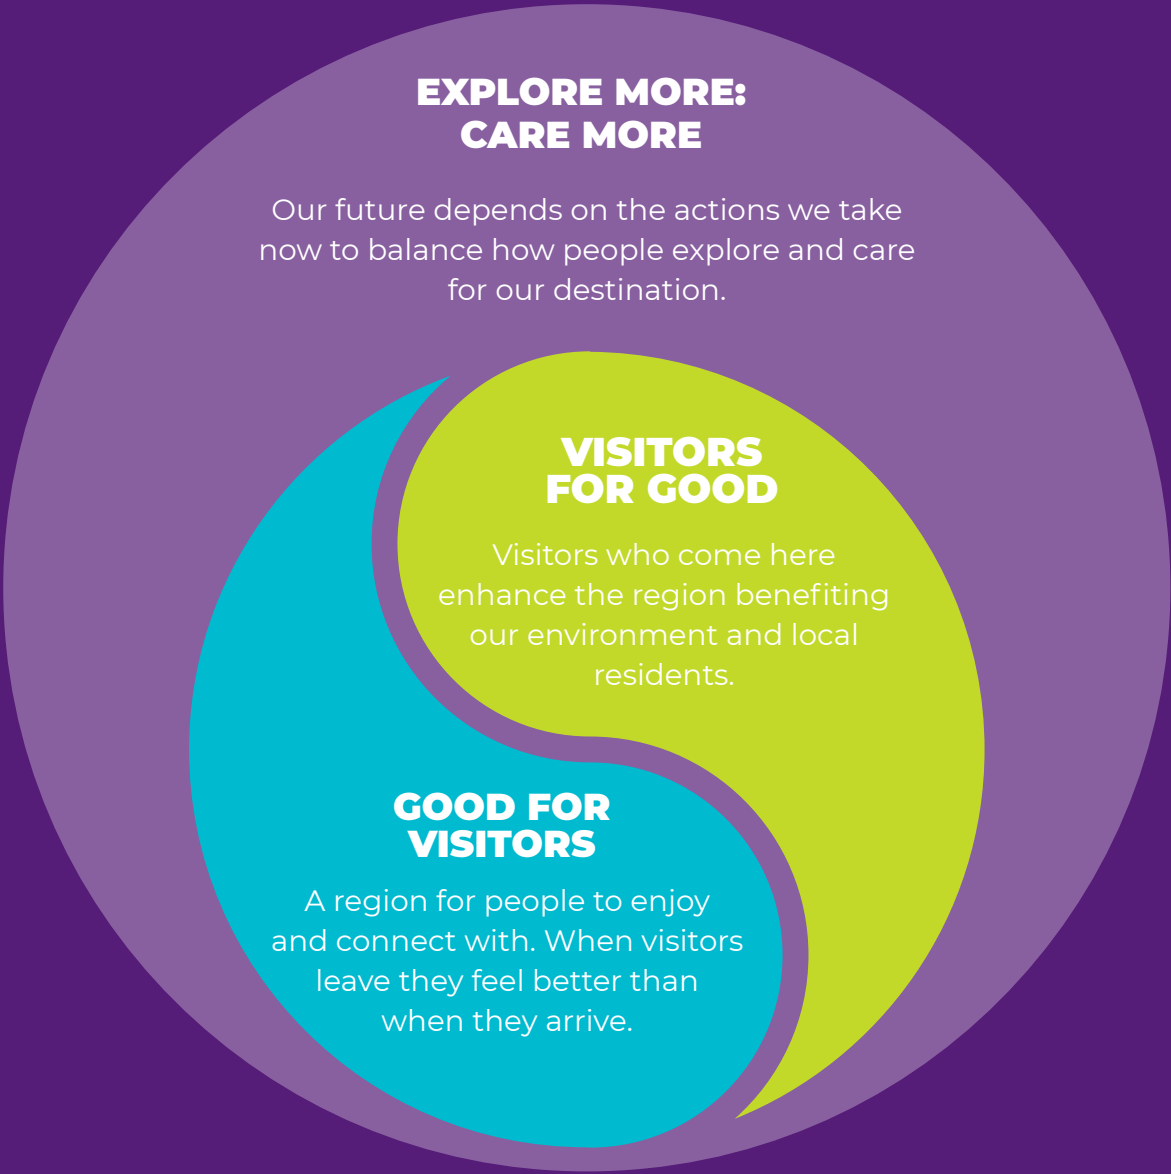 EXPLORE MORE:
CARE MORE
Our future depends on the actions we take
now to balance how people explore and care
for our destination.
VISITORS
FOR GOOD
Visitors who come here
enhance the region benefiting
our environment and local
residents.
GOOD FOR
VISITORS
A region for people to enjoy
and connect with. When visitors
leave they feel better than
when they arrive.